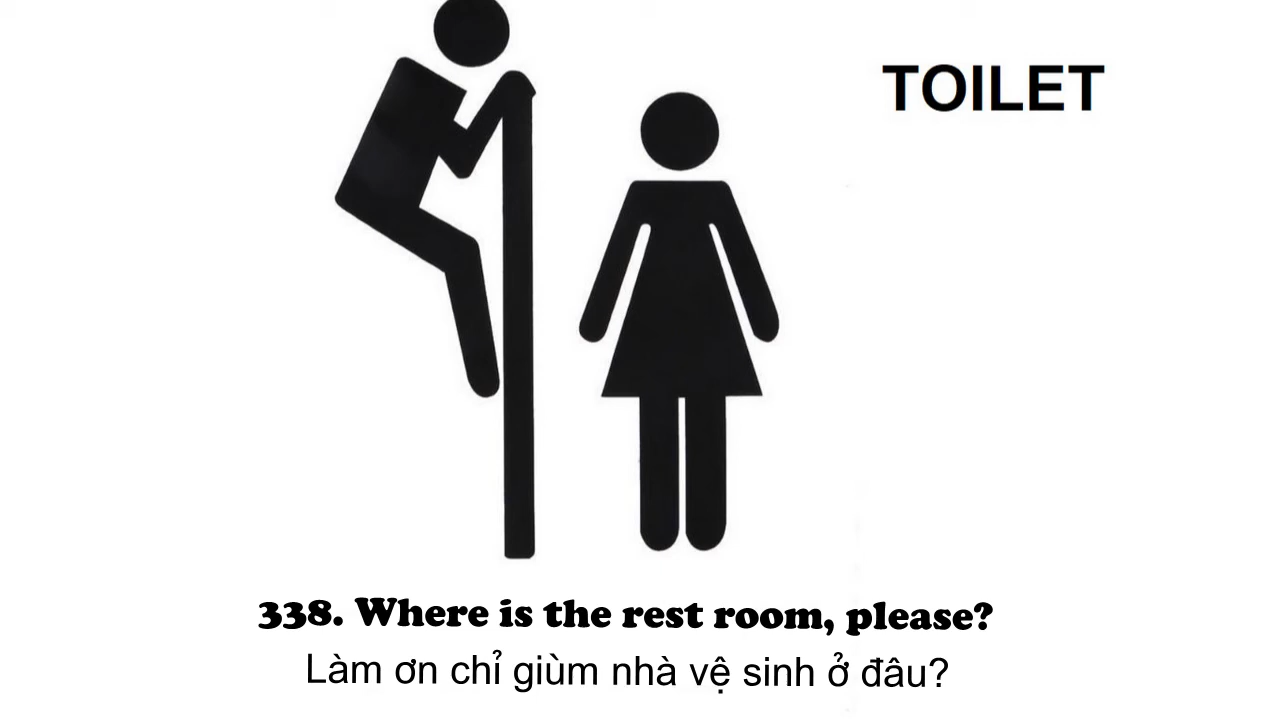 TOILET
338. Where is the rest room, please?
Làm ơn chỉ giùm nhà vệ sinh ở đâu?